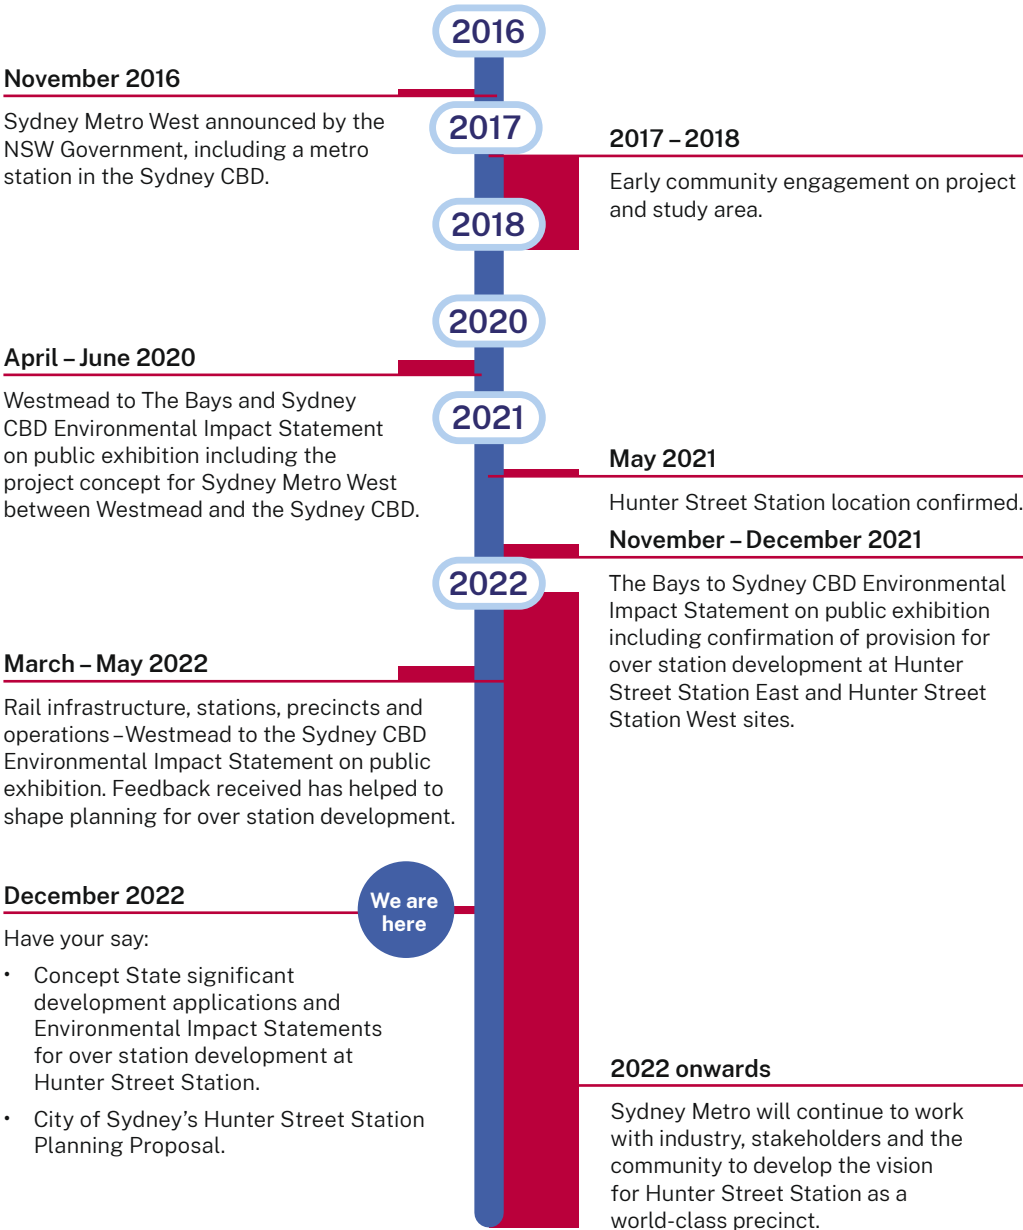 2016
November 2016
Sydney Metro West announced by the
NSW Government, including a metro
station in the Sydney CBD.
2017
2017 – 2018
Early community engagement on project
and study area.
2018
2020
April – June 2020
Westmead to The Bays and Sydney
CBD Environmental Impact Statement
on public exhibition including the
project concept for Sydney Metro West
between Westmead and the Sydney CBD.
2021
May 2021
Hunter Street Station location confirmed.
November – December 2021
The Bays to Sydney CBD Environmental
Impact Statement on public exhibition
including confirmation of provision for
over station development at Hunter
Street Station East and Hunter Street
Station West sites.
2022
March – May 2022
Rail infrastructure, stations, precincts and
operations – Westmead to the Sydney CBD
Environmental Impact Statement on public
exhibition. Feedback received has helped to
shape planning for over station development.
December 2022
We are
here
Have your say:
• Concept State significant
development applications and
Environmental Impact Statements
for over station development at
Hunter Street Station.
• City of Sydney’s Hunter Street Station
Planning Proposal.
2022 onwards
Sydney Metro will continue to work
with industry, stakeholders and the
community to develop the vision
for Hunter Street Station as a
world-class precinct.